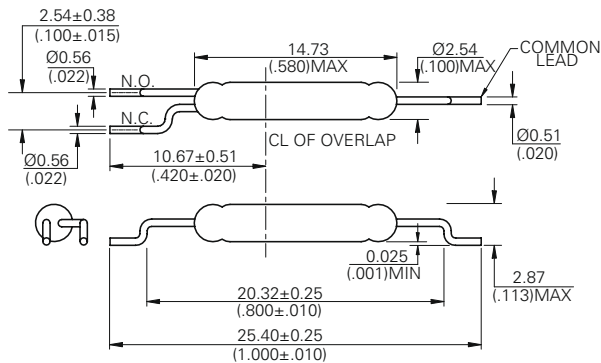 2.54±0.38
(.100±.015)
Ø0.56
(.022)
N.O.
N.C.
Ø0.56
(.022)
14.73
(.580)MAX
Ø2.54
(.100)MAX
COMMON
LEAD
CL OF OVERLAP
Ø0.51
(.020)
10.67±0.51
(.420±.020)
0.025
(.001)MIN
2.87
(.113)MAX
20.32±0.25
(.800±.010)
25.40±0.25
(1.000±.010)